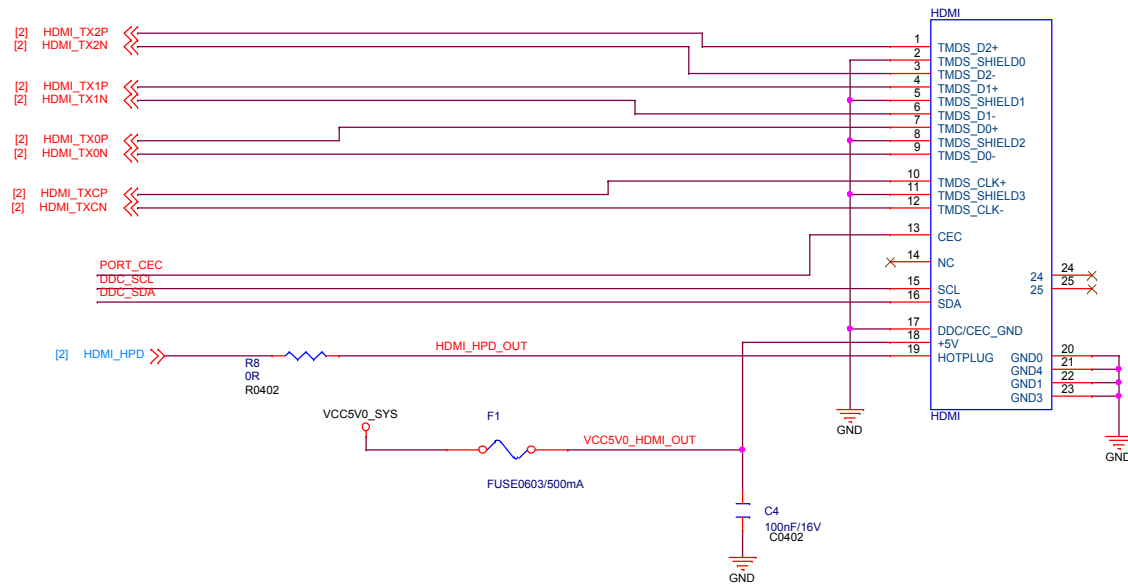 HDMI
[2] HDMI_TX2P
[2] HDMI_TX2N
[2] HDMI_TX1P
[2] HDMI_TX1N
[2] HDMI_TX0P
[2] HDMI_TX0N
[2] HDMI_TXCP
[2] HDMI_TXCN
1 TMDS_D2+
2 TMDS_SHIELD0
3 TMDS_D2-
4 TMDS_D1+
5 TMDS_SHIELD1
6 TMDS_D1-
7 TMDS_D0+
8 TMDS_SHIELD2
9 TMDS_D0-
10 TMDS_CLK+
11 TMDS_SHIELD3
12 TMDS_CLK-
13 CEC
14 NC
15 SCL
16 SDA
17 DDC/CEC_GND
18 +5V
19 HOTPLUG
24 24
25 25
GND0 20
GND4 21
GND1 22
GND3 23
HDMI
PORT_CEC
DDC_SCL
DDC_SDA
[2] HDMI_HPD
HDMI_HPD_OUT
R8
0R
R0402
VCC5V0_SYS
F1
VCC5V0_HDMI_OUT
FUSE0603/500mA
GND
GND
C4
100nF/16V
C0402
GND